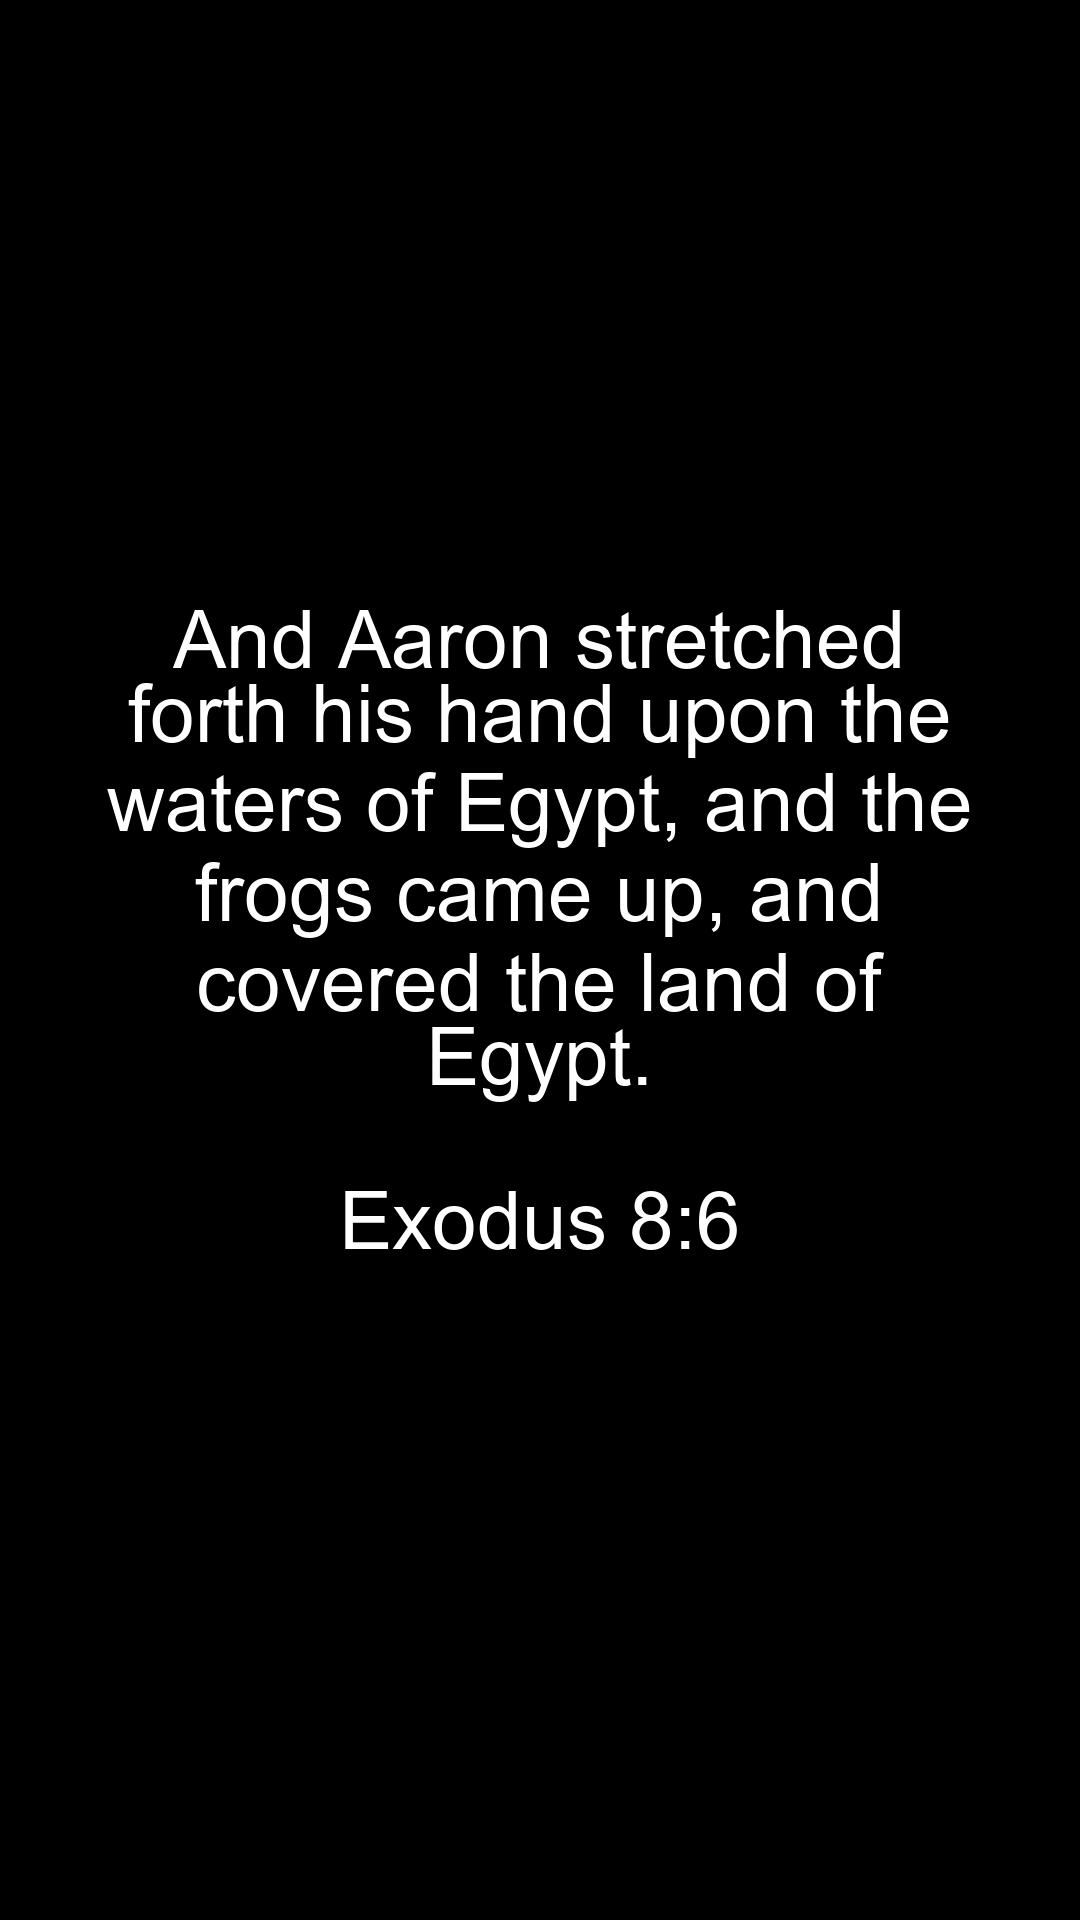 And Aaron stretched
forth his hand upon the
waters of Egypt, and the
frogs came up, and
covered the land of
Egypt.
Exodus 8:6